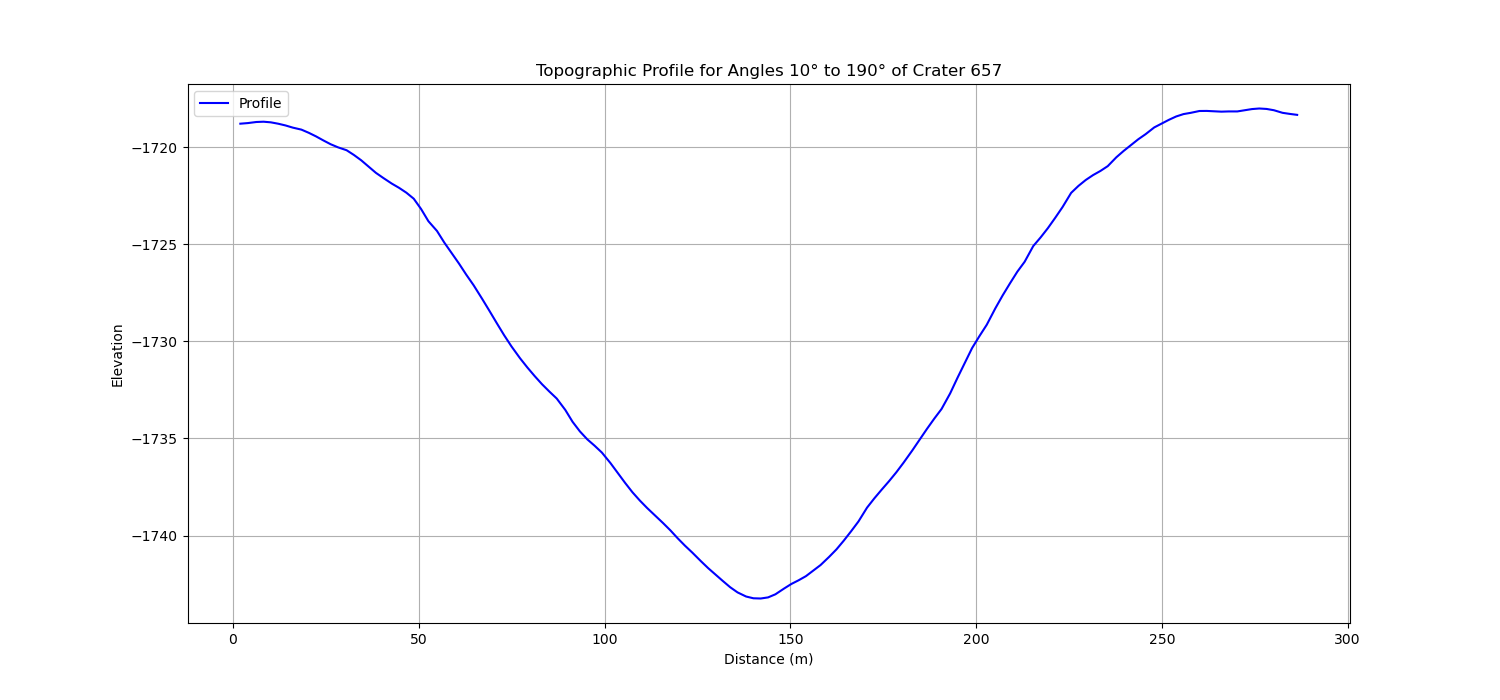 Topographic Profile for Angles 10° to 190° of Crater 657
Profile
Elevation
−1720
−1725
−1730
−1735
−1740
0 50 100 150 200 250 300
Distance (m)